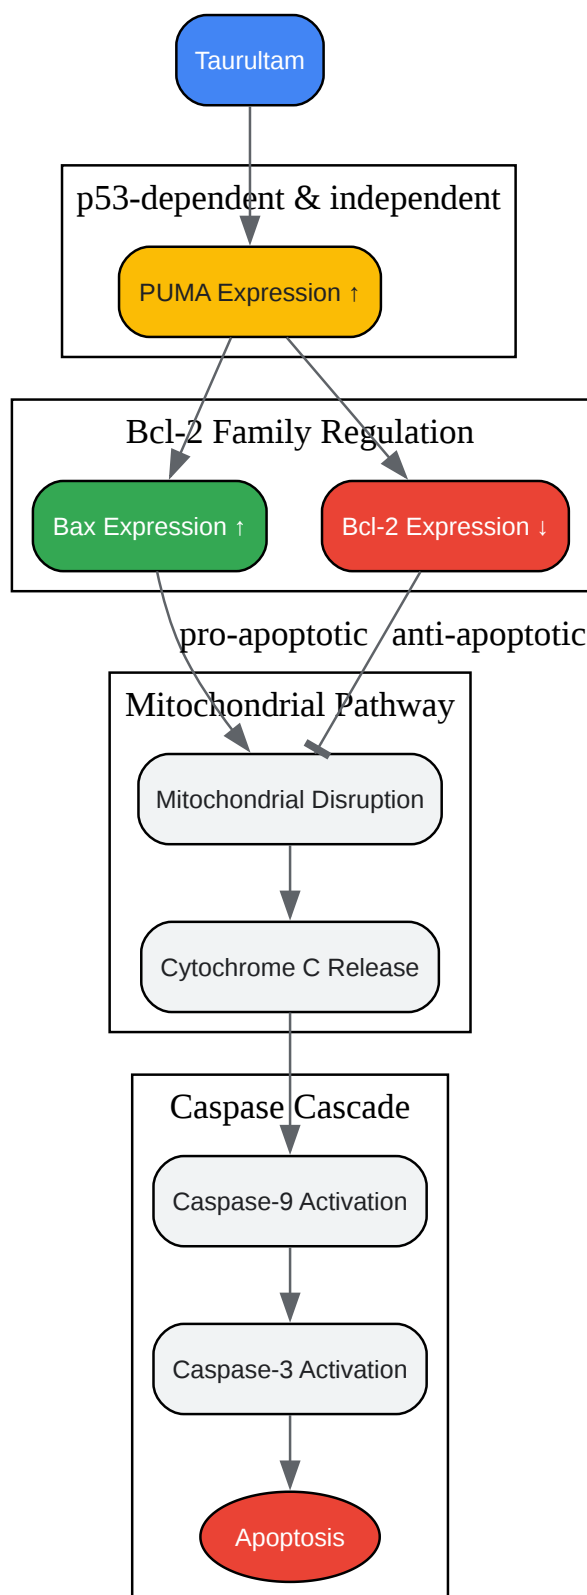 Taurultam
p53-dependent & independent
PUMA Expression ↑
Bcl-2 Family Regulation
Bax Expression ↑
Bcl-2 Expression ↓
pro-apoptotic
anti-apoptotic
Mitochondrial Pathway
Mitochondrial Disruption
Cytochrome C Release
Caspase Cascade
Caspase-9 Activation
Caspase-3 Activation
Apoptosis